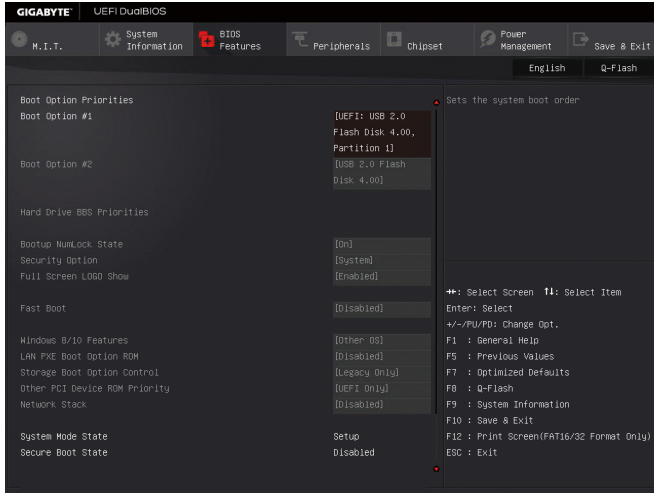 GIGABYTE™ UEFI DualBIOS
M.I.T.
System Information
BIOS Features
Peripherals
Chipset
Power Management
Save & Exit
English Q-Flash
Boot Option Priorities
Boot Option #1 [UEFI: USB 2.0
Flash Disk 4.00,
Partition 1]
Boot Option #2 [USB 2.0 Flash
Disk 4.00]
Hard Drive BBS Priorities
Bootup NumLock State [On]
Security Option [System]
Full Screen LOGO Show [Enabled]
Fast Boot [Disabled]
Windows 8/10 Features [Other OS]
LAN PXE Boot Option ROM [Disabled]
Storage Boot Option Control [Legacy Only]
Other PCI Device ROM Priority [UEFI Only]
Network Stack [Disabled]
System Mode State Setup
Secure Boot State Disabled
Sets the system boot order
→←: Select Screen ↑↓: Select Item
Enter: Select
+/-/PU/PD: Change Opt.
F1 : General Help
F5 : Previous Values
F7 : Optimized Defaults
F8 : Q-Flash
F9 : System Information
F10 : Save & Exit
F12 : Print Screen(FAT16/32 Format Only)
ESC : Exit